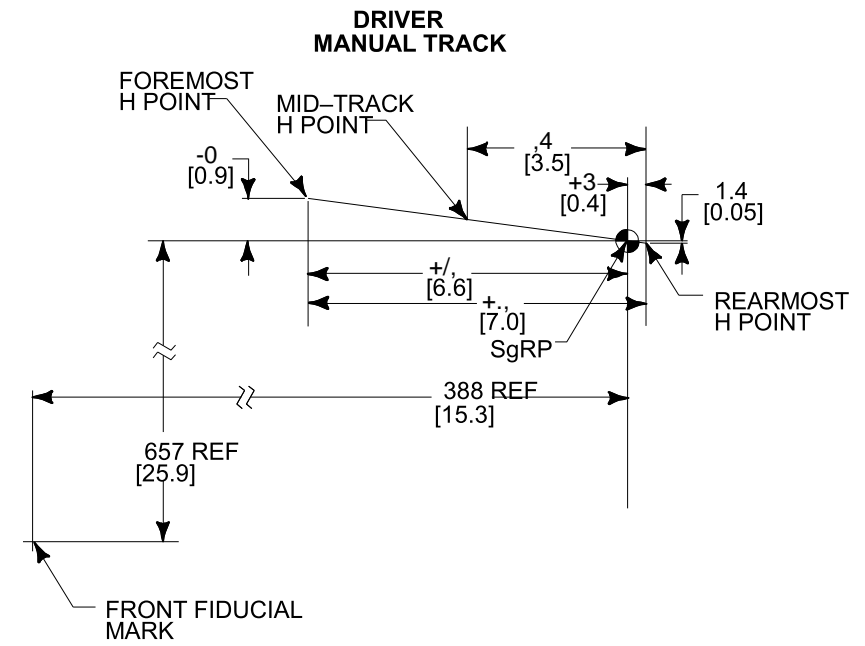 DRIVER
MANUAL TRACK
FOREMOST
H POINT
MID–TRACK
H POINT
,4
[3.5]
-0
[0.9]
+3
[0.4]
1.4
[0.05]
+/,
[6.6]
+.,
[7.0]
REARMOST
H POINT
SgRP
388 REF
[15.3]
657 REF
[25.9]
FRONT FIDUCIAL
MARK